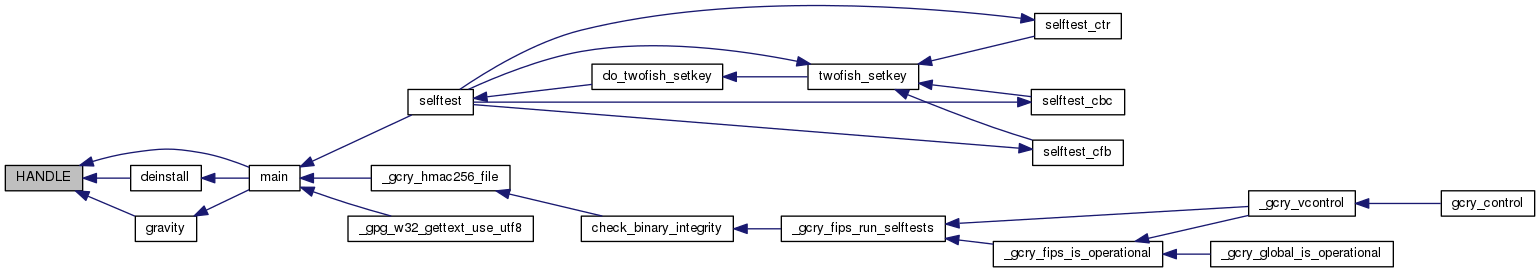 selftest_ctr
do_twofish_setkey
twofish_setkey
selftest
selftest_cbc
selftest_cfb
HANDLE
deinstall
main
_gcry_hmac256_file
gravity
_gpg_w32_gettext_use_utf8
check_binary_integrity
_gcry_fips_run_selftests
_gcry_vcontrol
gcry_control
_gcry_fips_is_operational
_gcry_global_is_operational